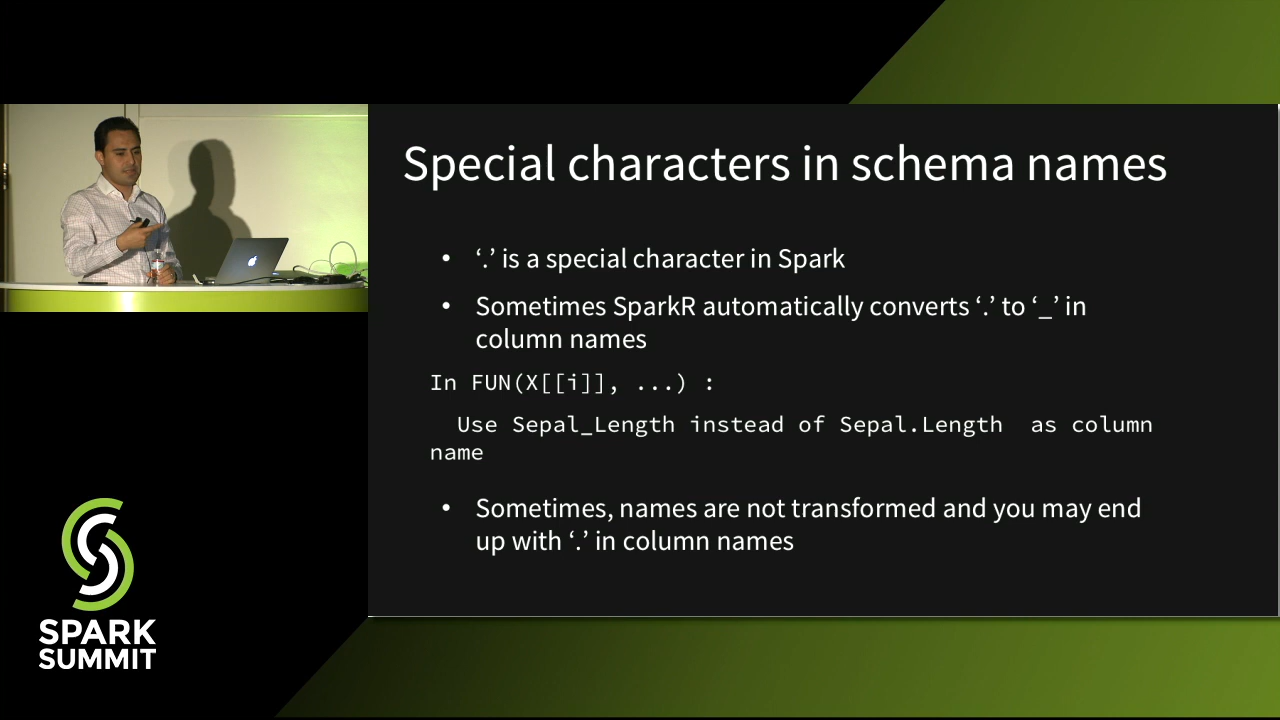 Special characters in schema names
• ‘.’ is a special character in Spark
• Sometimes SparkR automatically converts ‘.’ to ‘_’ in
column names
In FUN(X[[i]], ...) :
Use Sepal_Length instead of Sepal.Length  as column
name
• Sometimes, names are not transformed and you may end
up with ‘.’ in column names
SPARK
SUMMIT